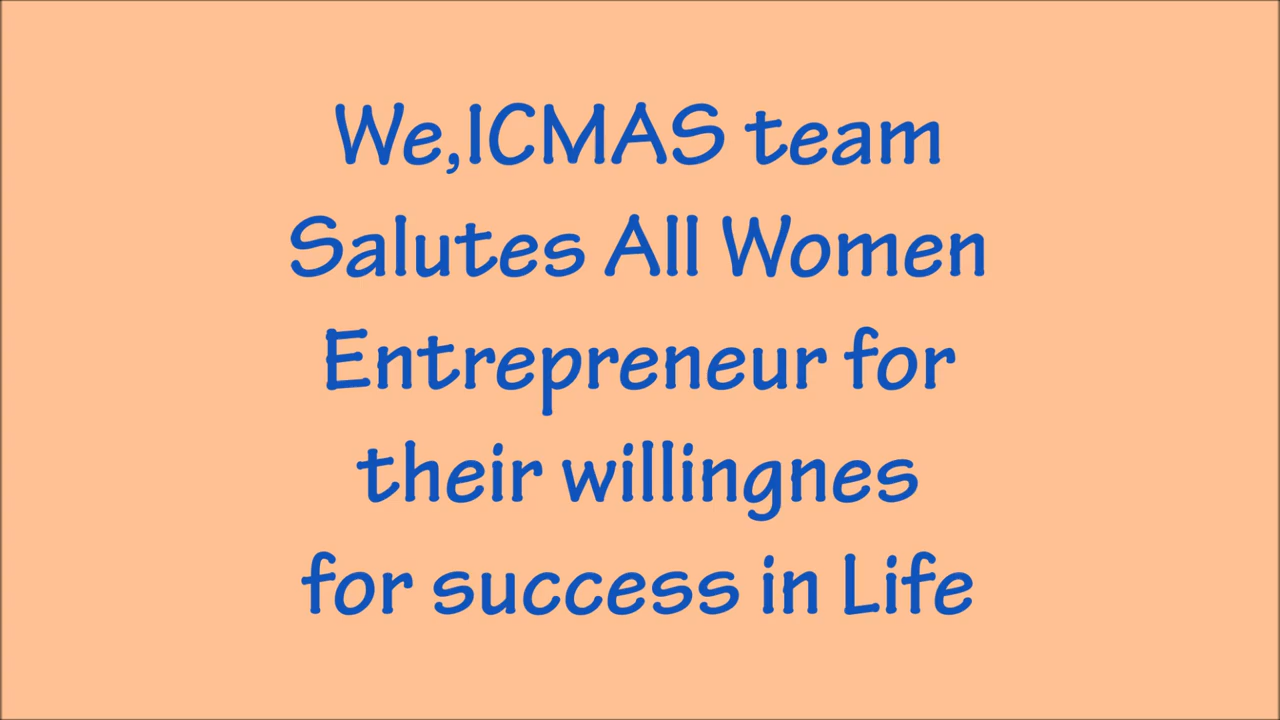 We,ICMAS team
Salutes All Women
Entrepreneur for
their willingnes
for success in Life